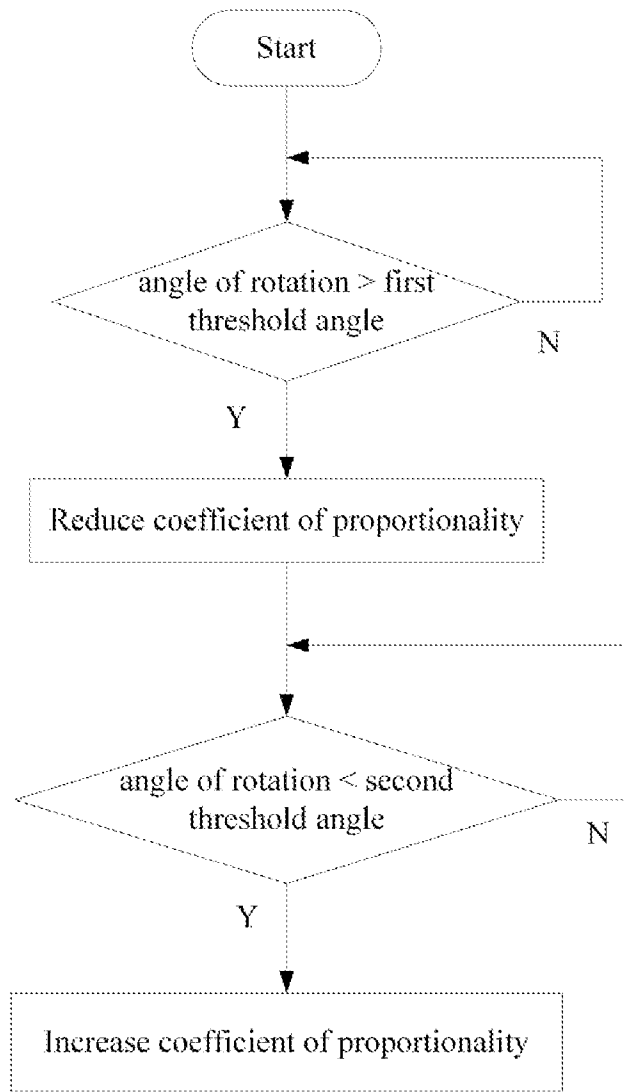 Start
angle of rotation > first
threshold angle
N
Y
Reduce coefficient of proportionality
angle of rotation < second
threshold angle
N
Y
Increase coefficient of proportionality